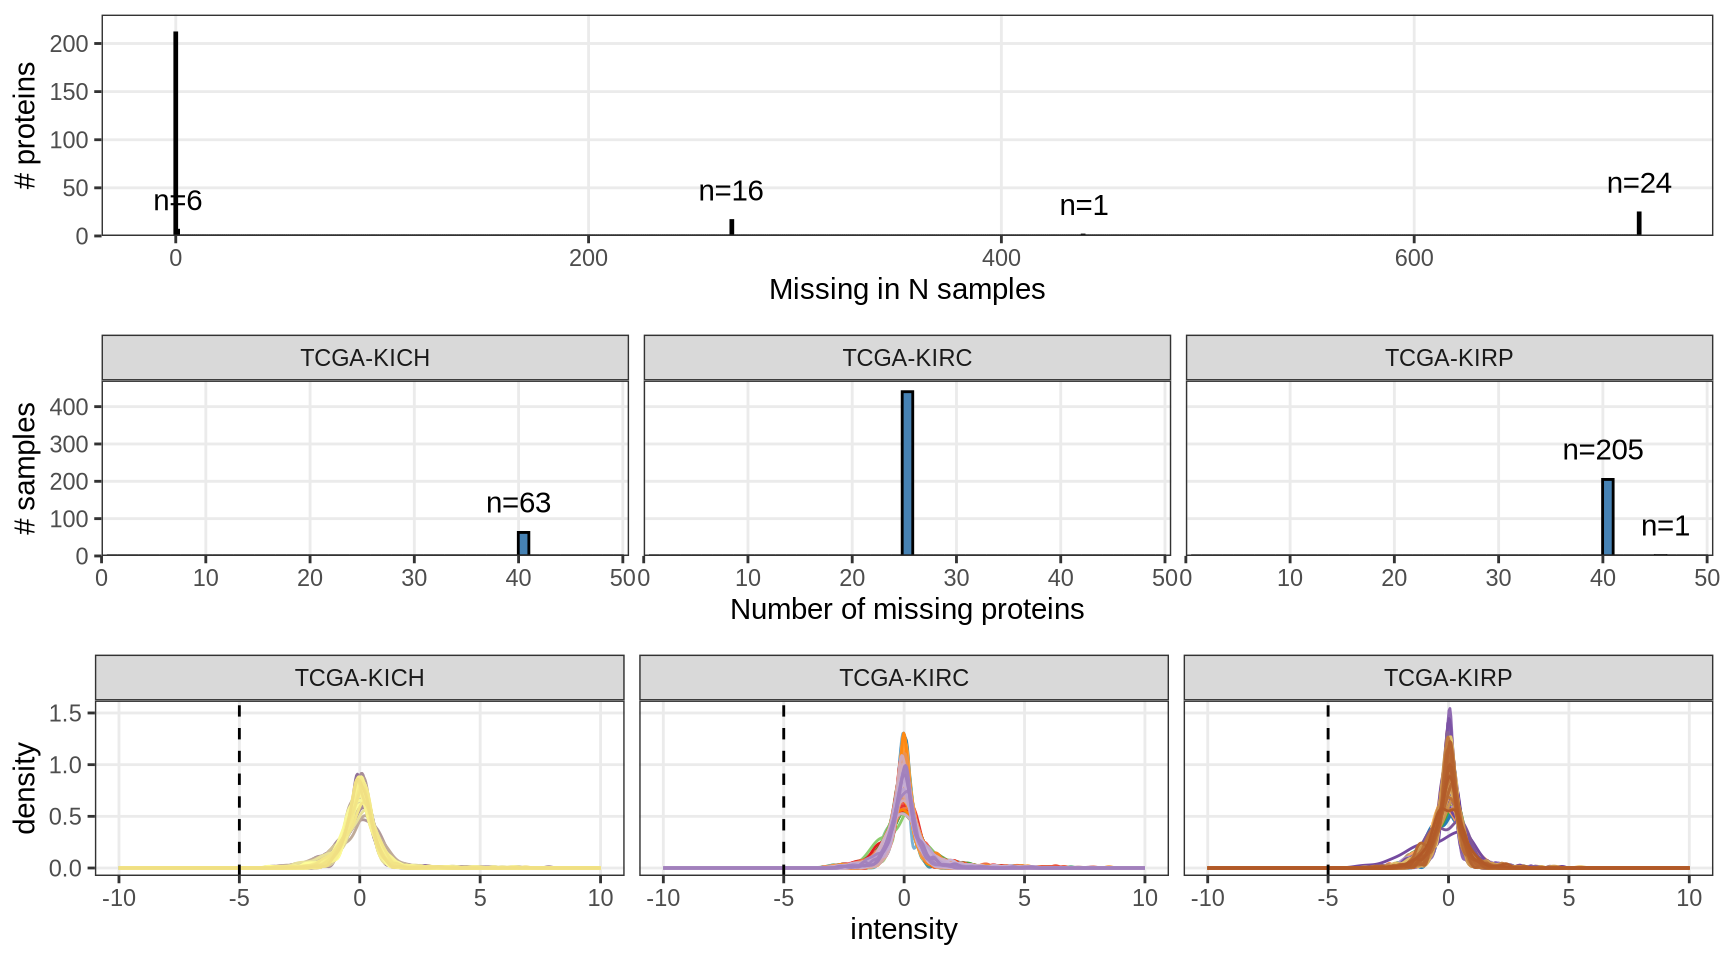 200
150
100
50
0
# proteins
n=6
n=16
n=1
n=24
0 200 400 600
Missing in N samples
TCGA-KICH TCGA-KIRC TCGA-KIRP
400
300
200
100
0
# samples
n=63
n=205
n=1
0 10 20 30 40 50 0 10 20 30 40 50 0 10 20 30 40 50
Number of missing proteins
TCGA-KICH TCGA-KIRC TCGA-KIRP
1.5
1.0
0.5
0.0
density
-10 -5 0 5 10 -10 -5 0 5 10 -10 -5 0 5 10
intensity